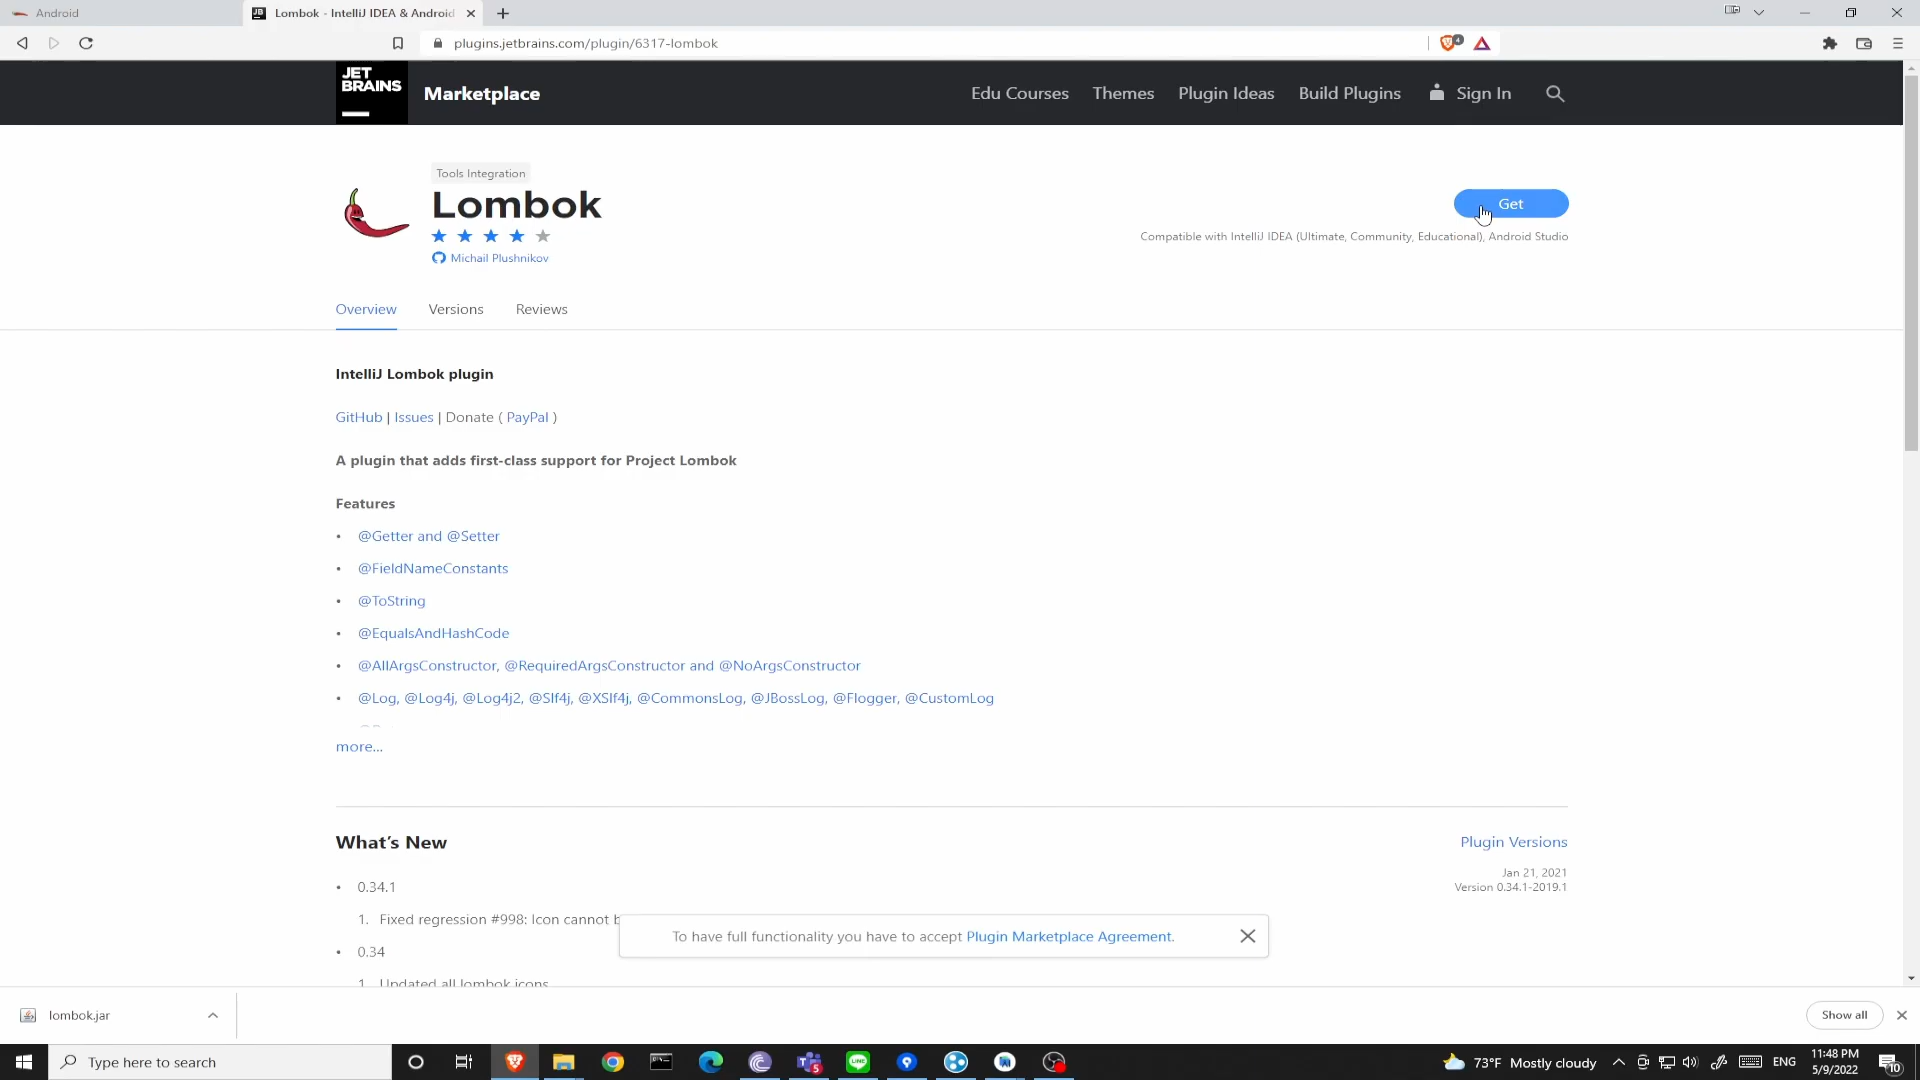 Android
JB
Lombok - IntelliJ IDEA & Android
plugins.jetbrains.com/plugin/6317-lombok
4
JET
BRAINS
Marketplace
Edu Courses
Themes
Plugin Ideas
Build Plugins
Sign In
Tools Integration
Lombok
Get
Compatible with IntelliJ IDEA (Ultimate, Community, Educational), Android Studio
Michail Plushnikov
Overview
Versions
Reviews
IntelliJ Lombok plugin
GitHub | Issues | Donate ( PayPal )
A plugin that adds first-class support for Project Lombok
Features
• @Getter and @Setter
• @FieldNameConstants
• @ToString
• @EqualsAndHashCode
• @AllArgsConstructor, @RequiredArgsConstructor and @NoArgsConstructor
• @Log, @Log4j, @Log4j2, @Slf4j, @XSlf4j, @CommonsLog, @JBossLog, @Flogger, @CustomLog
more...
What's New
Plugin Versions
Jan 21, 2021
Version 0.34.1-2019.1
• 0.34.1
1. Fixed regression #998: Icon cannot
To have full functionality you have to accept Plugin Marketplace Agreement.
• 0.34
1. Updated all lombok icons
lombok.jar
Show all
Type here to search
5
LINE
73°F Mostly cloudy
ENG
11:48 PM
5/9/2022
10